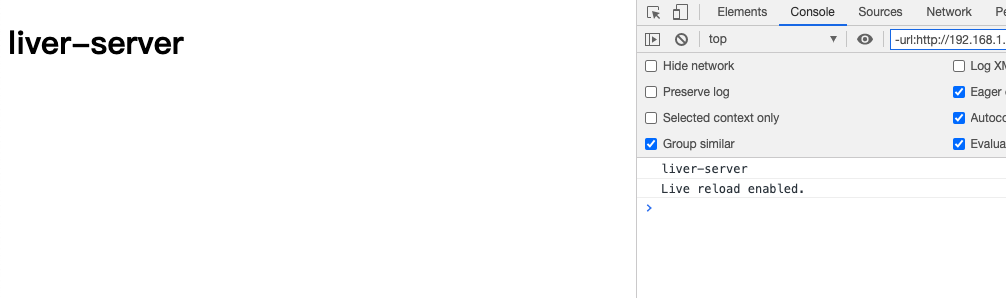 liver-server
Elements Console Sources Network Pe
top -url:http://192.168.1.
Hide network Log XM
Preserve log Eager
Selected context only Autoco
Group similar Evalua
liver-server
Live reload enabled.